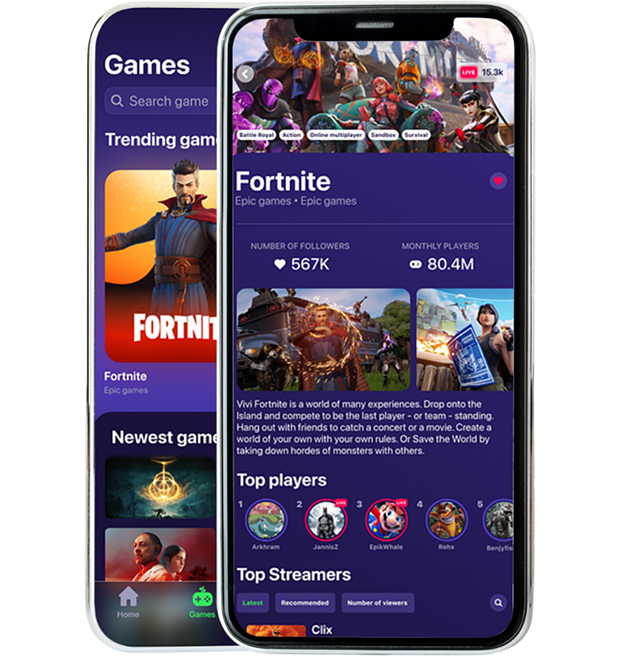 Games
Search game
Trending gam
FORTNIT
Fortnite
Epic games
Newest game
Home
Games
LIVE 15.3k
Battle Royal Action Online multiplayer Sandbox Survival
Fortnite
Epic games • Epic games
NUMBER OF FOLLOWERS MONTHLY PLAYERS
567K 80.4M
Vivi Fortnite is a world of many experiences. Drop onto the
Island and compete to be the last player - or team - standing.
Hang out with friends to catch a concert or a movie. Create a
world of your own with your own rules. Or Save the World by
taking down hordes of monsters with others.
Top players
1 2 LIVE 3 LIVE 4 5
Arkhram JannisZ EpikWhale Rehx Benjyfis
Top Streamers
Latest Recommended Number of viewers
Clix